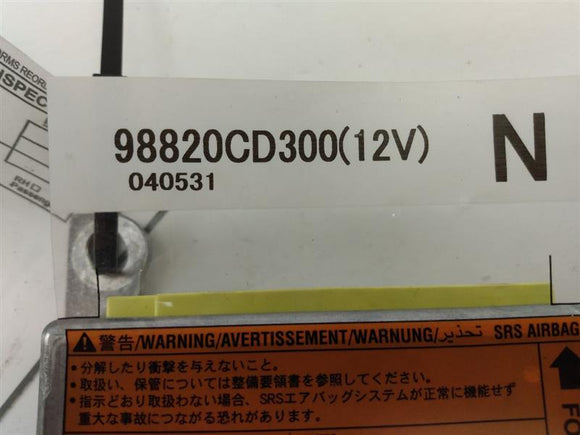 ORMS REOR
NSPEC
98820CD300(12V) N
040531
RH
Passeng
警告/WARNING/AVERTISSEMENT/WARNUNG/تحذير SRS AIRBAG
・分解したり衝撃を与えないこと。
・取扱い、保管については整備要領書を参照してください。
・指示どおり取扱わない場合、SRSエアバッグシステムが正常に機能せず
重大な事故につながる恐れがあります。